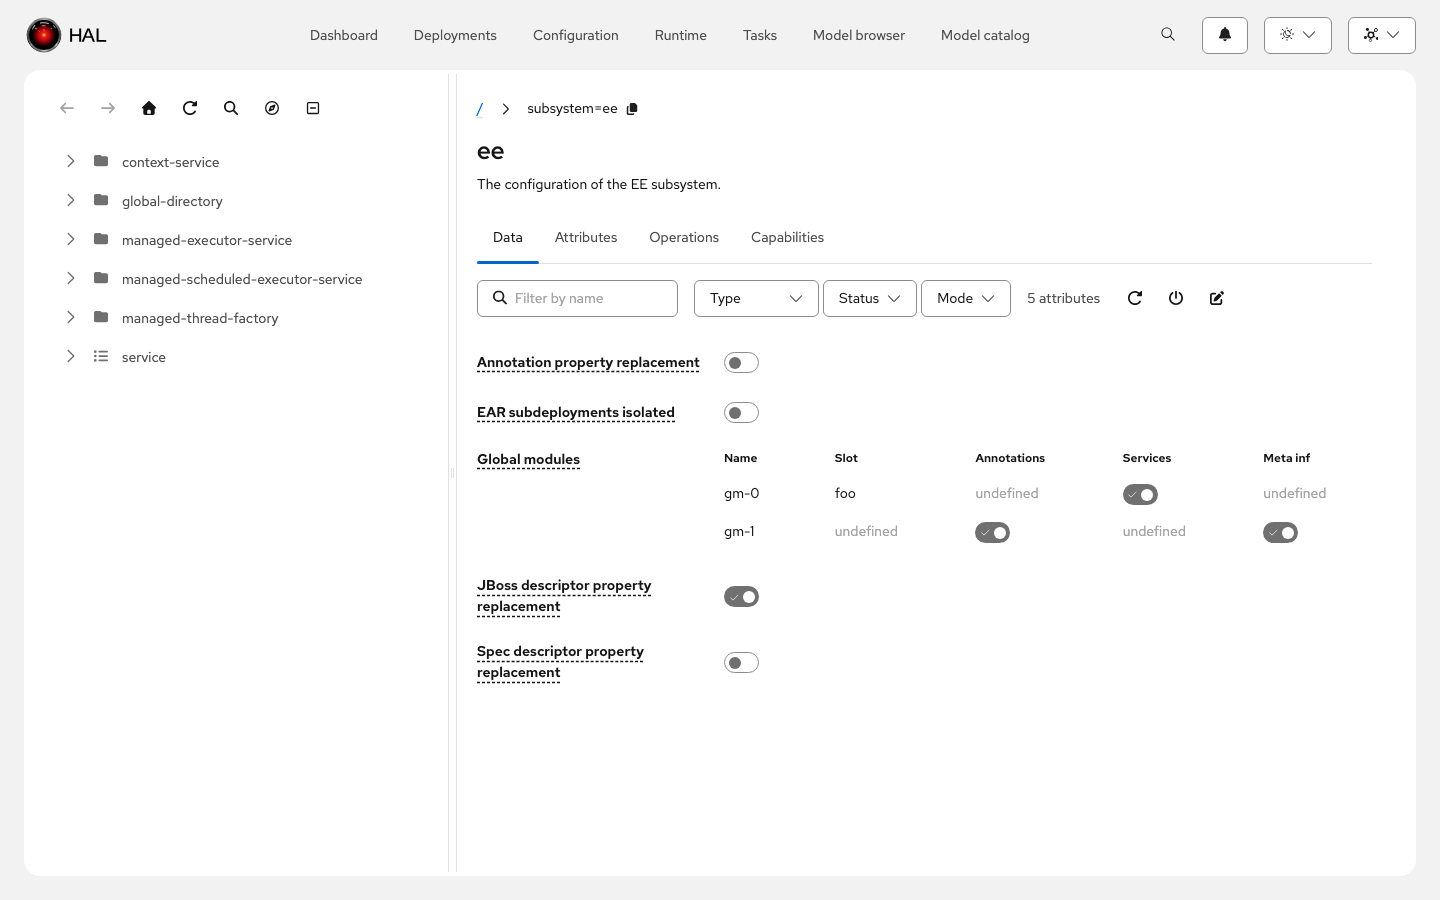 HAL
Dashboard Deployments Configuration Runtime Tasks Model browser Model catalog
context-service
global-directory
managed-executor-service
managed-scheduled-executor-service
managed-thread-factory
service
/ subsystem=ee
ee
The configuration of the EE subsystem.
Data Attributes Operations Capabilities
Filter by name Type Status Mode 5 attributes
Annotation property replacement
EAR subdeployments isolated
Global modules Name Slot Annotations Services Meta inf
gm-0 foo undefined undefined
gm-1 undefined undefined
JBoss descriptor property
replacement
Spec descriptor property
replacement